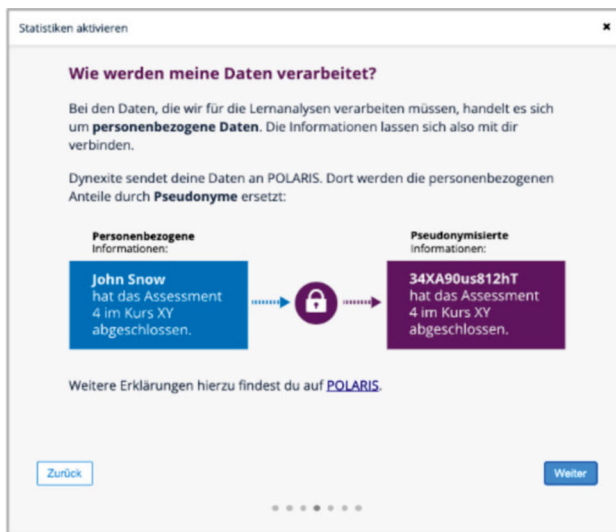 Statistiken aktivieren
Wie werden meine Daten verarbeitet?
Bei den Daten, die wir für die Lernanalysen verarbeiten müssen, handelt es sich
um personenbezogene Daten. Die Informationen lassen sich also mit dir
verbinden.
Dynexite sendet deine Daten an POLARIS. Dort werden die personenbezogenen
Anteile durch Pseudonyme ersetzt:
Personenbezogene
Informationen:
John Snow
hat das Assessment
4 im Kurs XY
abgeschlossen.
Pseudonymisierte
Informationen:
34XA90us812hT
hat das Assessment
4 im Kurs XY
abgeschlossen.
Weitere Erklärungen hierzu findest du auf POLARIS.
Zurück
Weiter